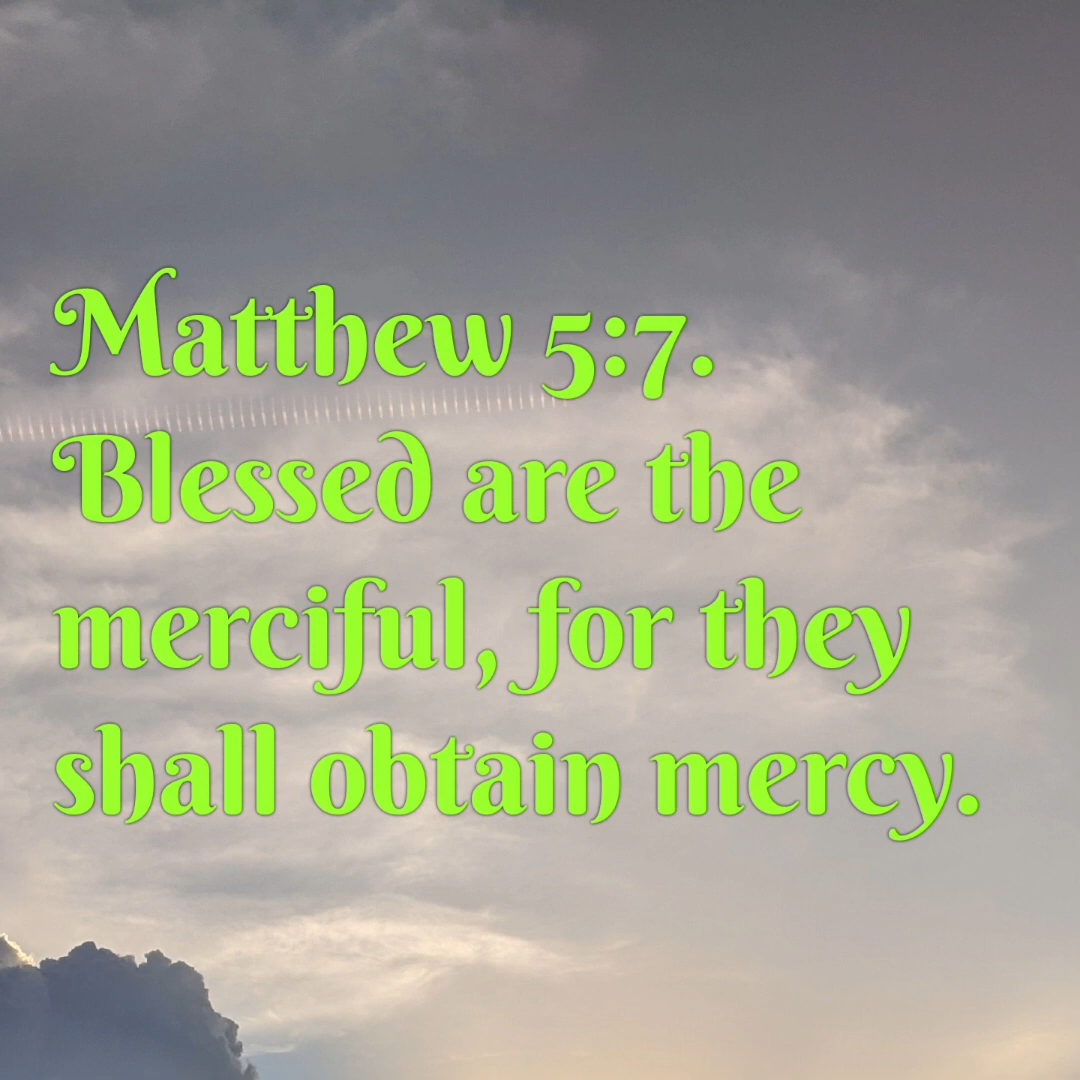 Matthew 5:7.
Blessed are the
merciful, for they
shall obtain mercy.